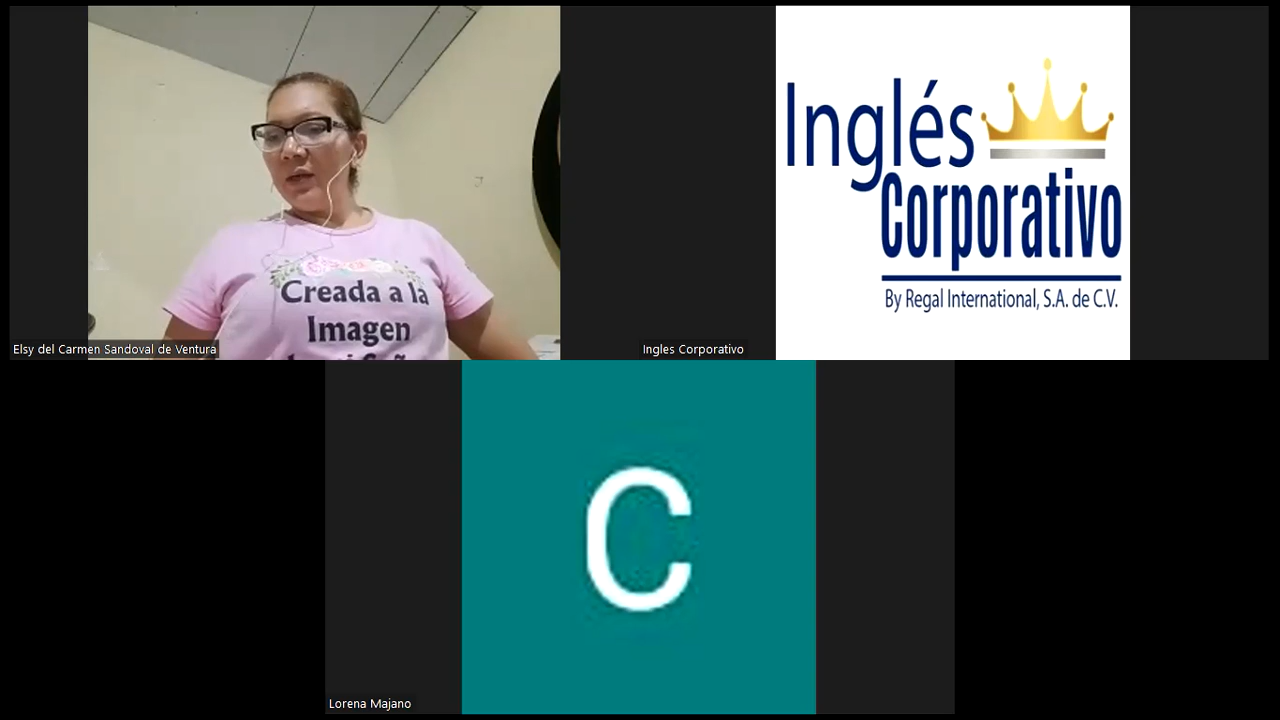 Creada a la
Imagen
Elsy del Carmen Sandoval de Ventura
Inglés
Corporativo
By Regal International, S.A. de C.V.
Ingles Corporativo
C
Lorena Majano